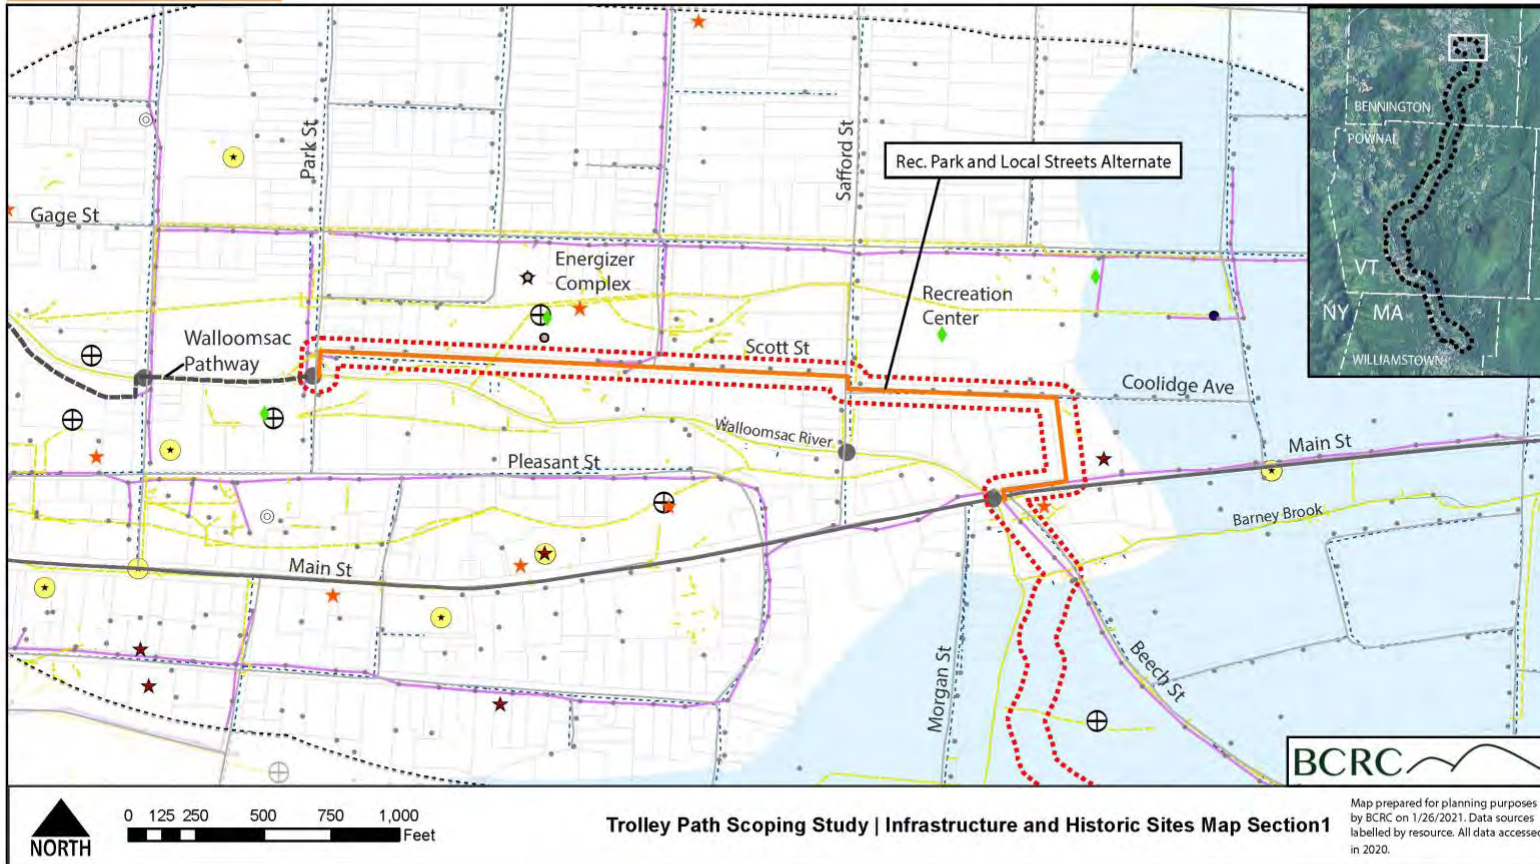 Park St
Safford St
Rec. Park and Local Streets Alternate
Gage St
Energizer
Complex
Recreation
Center
Walloomsac
Pathway
Scott St
Coolidge Ave
Walloomsac River
Main St
Pleasant St
Barney Brook
Main St
Morgan St
Beech St
BENNINGTON
POWNAL
VT
NY
MA
WILLIAMSTOWN
BCRC
NORTH
0 125 250 500 750 1,000
Feet
Trolley Path Scoping Study | Infrastructure and Historic Sites Map Section1
Map prepared for planning purposes
by BCRC on 1/26/2021. Data sources
labelled by resource. All data accessed
in 2020.